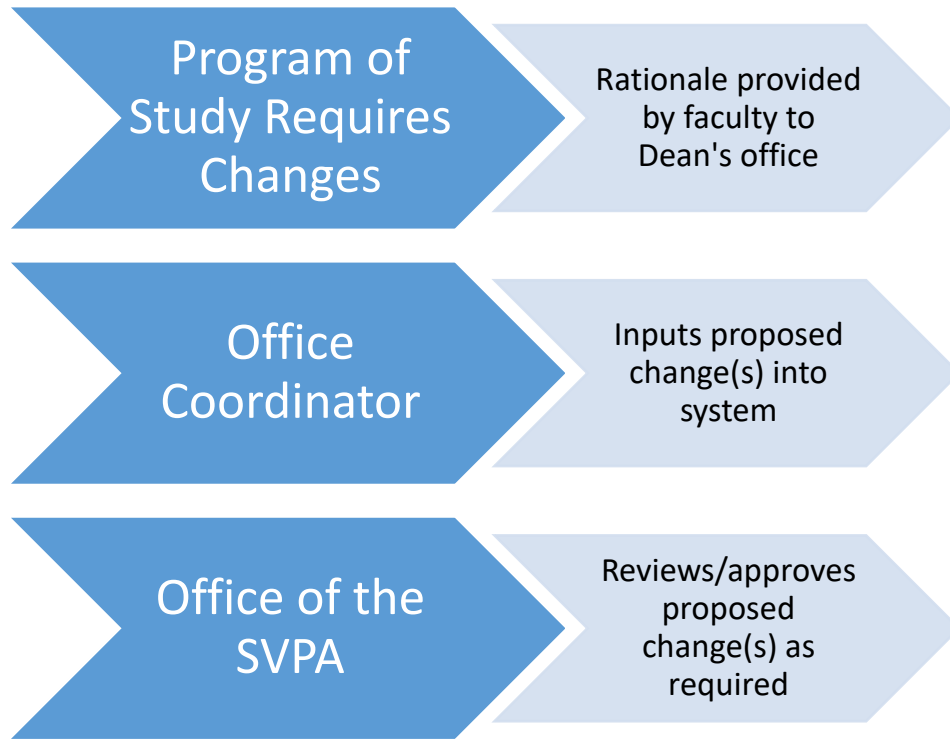 Program of
Study Requires
Changes
Rationale provided
by faculty to
Dean's office
Office
Coordinator
Inputs proposed
change(s) into
system
Office of the
SVPA
Reviews/approves
proposed
change(s) as
required